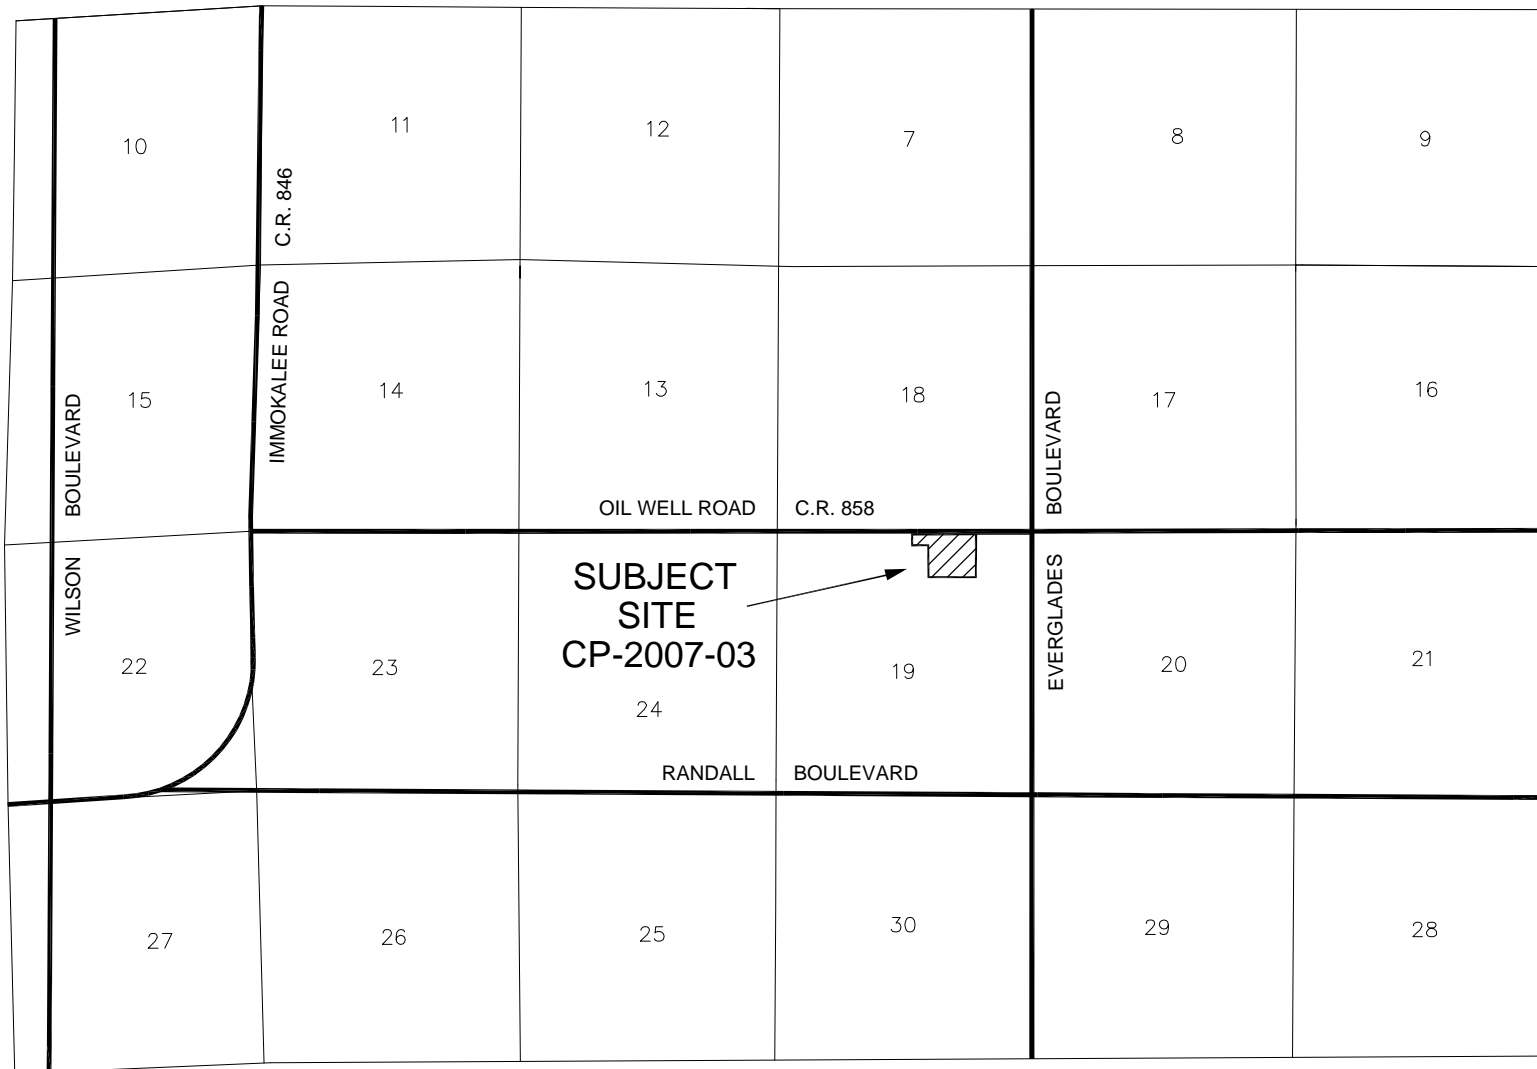 10
11
12
7
8
9
C.R. 846
IMMOKALEE ROAD
15
14
13
18
17
16
BOULEVARD
BOULEVARD
OIL WELL ROAD C.R. 858
WILSON
EVERGLADES
SUBJECT
SITE
CP-2007-03
22
23
24
19
20
21
RANDALL BOULEVARD
27
26
25
30
29
28